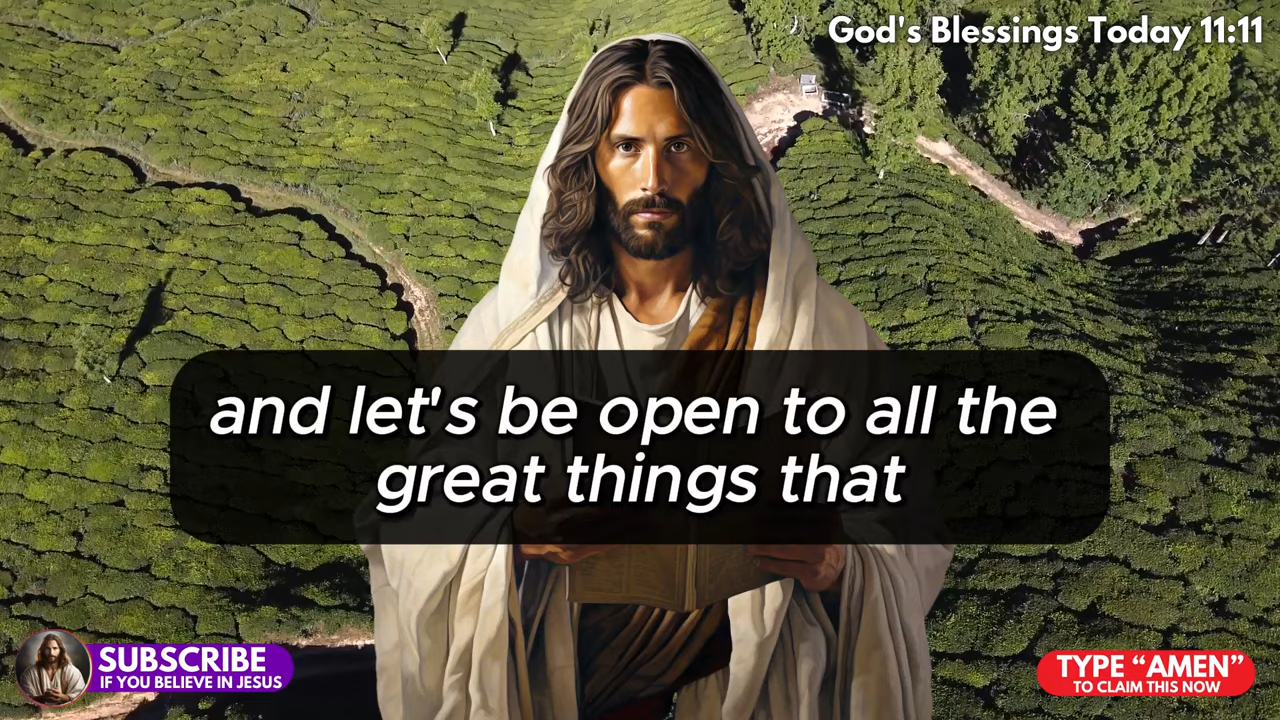 God's Blessings Today 11:11
and let's be open to all the
great things that
SUBSCRIBE
IF YOU BELIEVE IN JESUS
TYPE “AMEN”
TO CLAIM THIS NOW